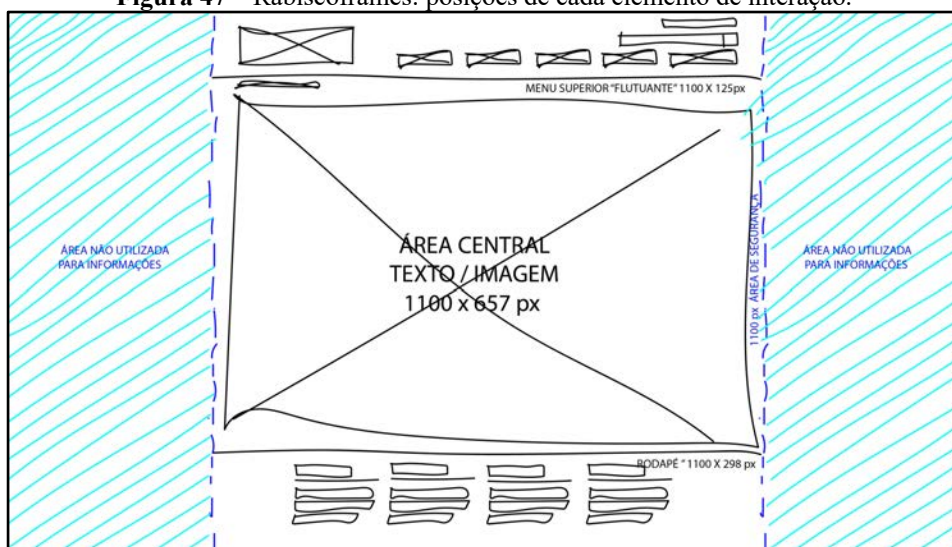 Figura 47 – Rabiscoframes: posições de cada elemento de interação.
MENU SUPERIOR "FLUTUANTE" 1100 X 125px
ÁREA NÃO UTILIZADA
PARA INFORMAÇÕES
ÁREA CENTRAL
TEXTO / IMAGEM
1100 x 657 px
1100 px ÁREA DE SEGURANÇA
ÁREA NÃO UTILIZADA
PARA INFORMAÇÕES
RODAPÉ " 1100 X 298 px